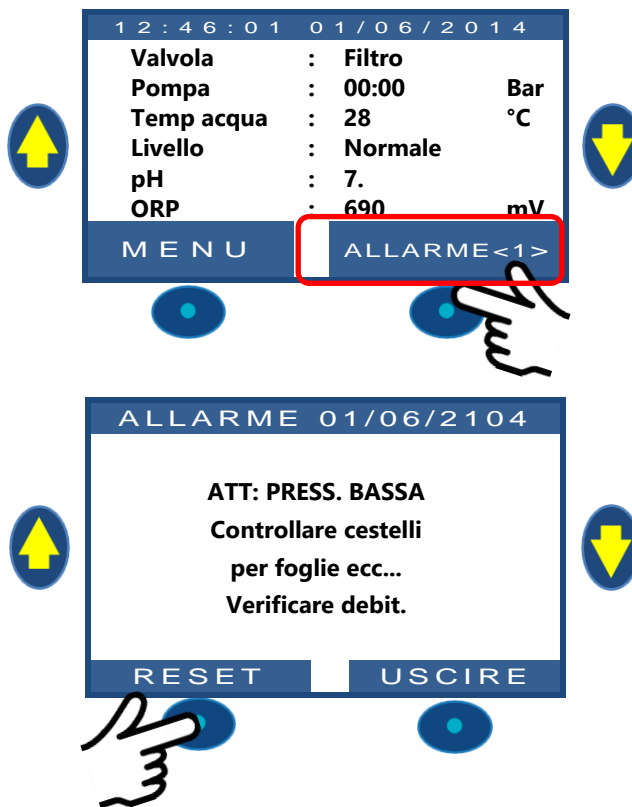 12:46:01 01/06/2014
Valvola : Filtro
Pompa : 00:00 Bar
Temp acqua : 28 °C
Livello : Normale
pH : 7.
ORP : 690 mV
MENU ALLARME<1>
ALLARME 01/06/2104
ATT: PRESS. BASSA
Controllare cestelli
per foglie ecc...
Verificare debit.
RESET USCIRE